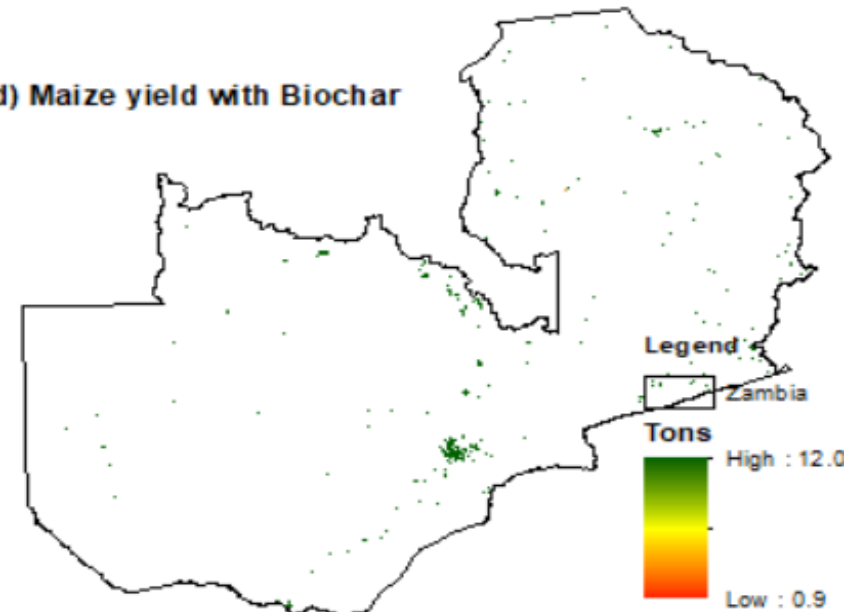 d) Maize yield with Biochar
Legend
Zambia
Tons
High : 12.0
Low : 0.9